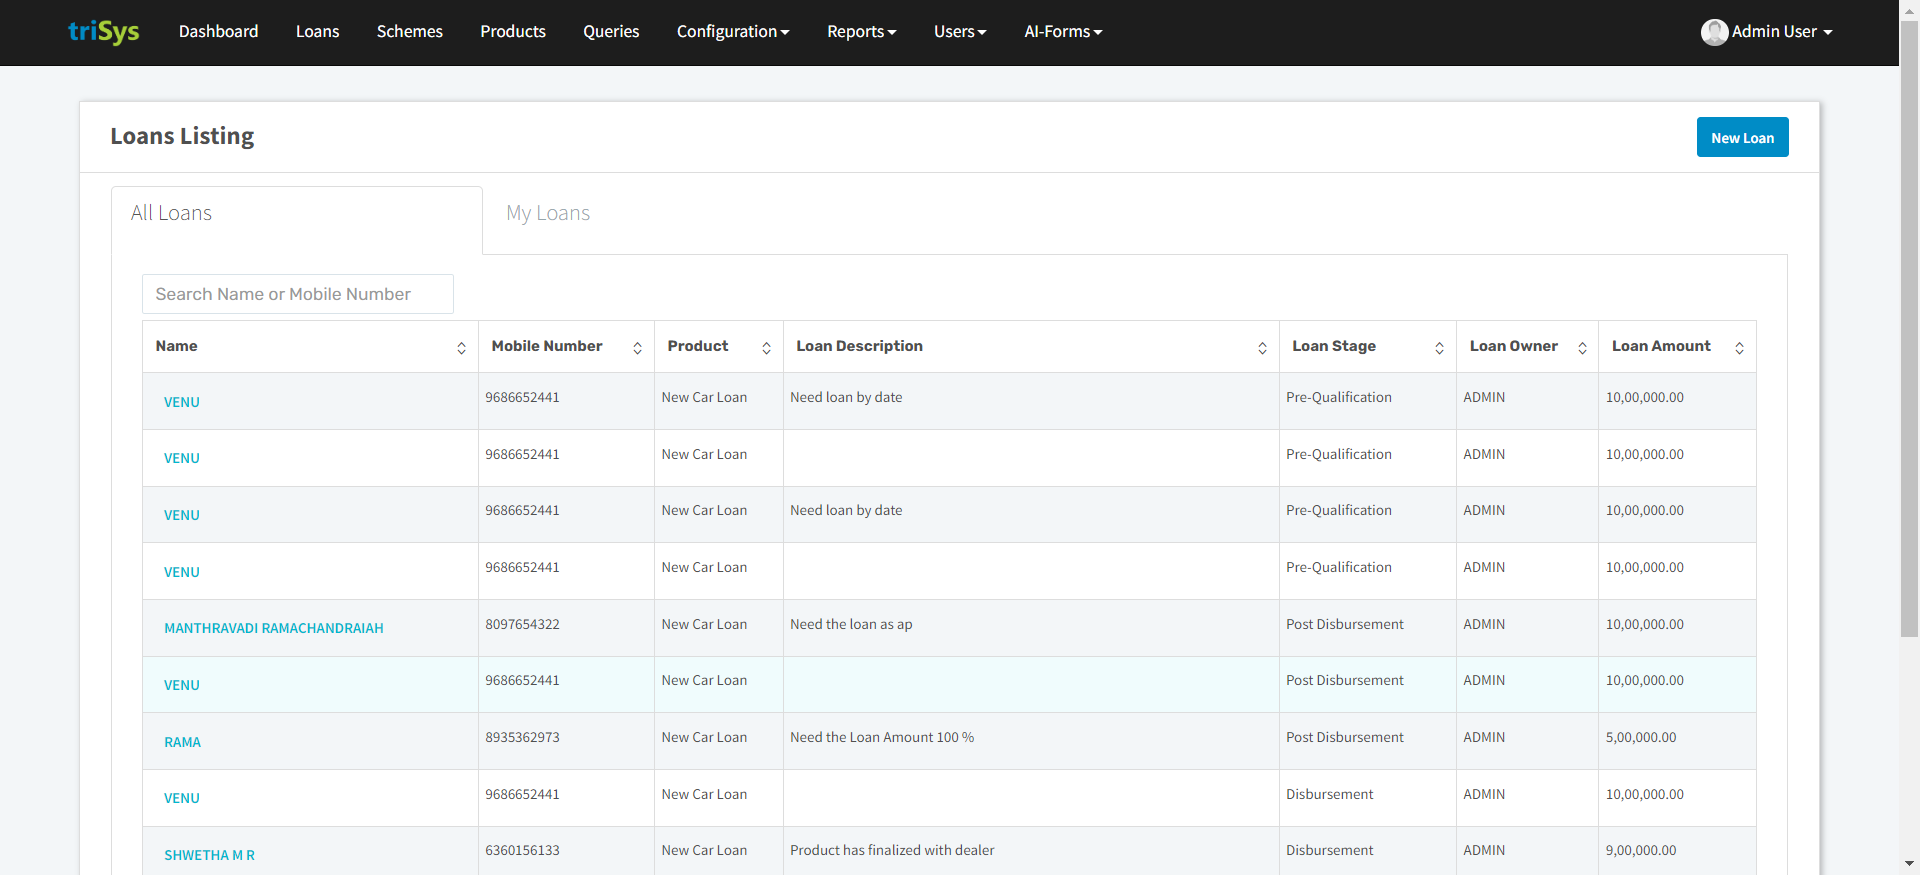 triSys Dashboard Loans Schemes Products Queries Configuration Reports Users AI-Forms Admin User
Loans Listing New Loan
All Loans My Loans
Search Name or Mobile Number
Name Mobile Number Product Loan Description Loan Stage Loan Owner Loan Amount
VENU 9686652441 New Car Loan Need loan by date Pre-Qualification ADMIN 10,00,000.00
VENU 9686652441 New Car Loan Pre-Qualification ADMIN 10,00,000.00
VENU 9686652441 New Car Loan Need loan by date Pre-Qualification ADMIN 10,00,000.00
VENU 9686652441 New Car Loan Pre-Qualification ADMIN 10,00,000.00
MANTHRAVADI RAMACHANDRAIAH 8097654322 New Car Loan Need the loan as ap Post Disbursement ADMIN 10,00,000.00
VENU 9686652441 New Car Loan Post Disbursement ADMIN 10,00,000.00
RAMA 8935362973 New Car Loan Need the Loan Amount 100 % Post Disbursement ADMIN 5,00,000.00
VENU 9686652441 New Car Loan Disbursement ADMIN 10,00,000.00
SHWETHA M R 6360156133 New Car Loan Product has finalized with dealer Disbursement ADMIN 9,00,000.00